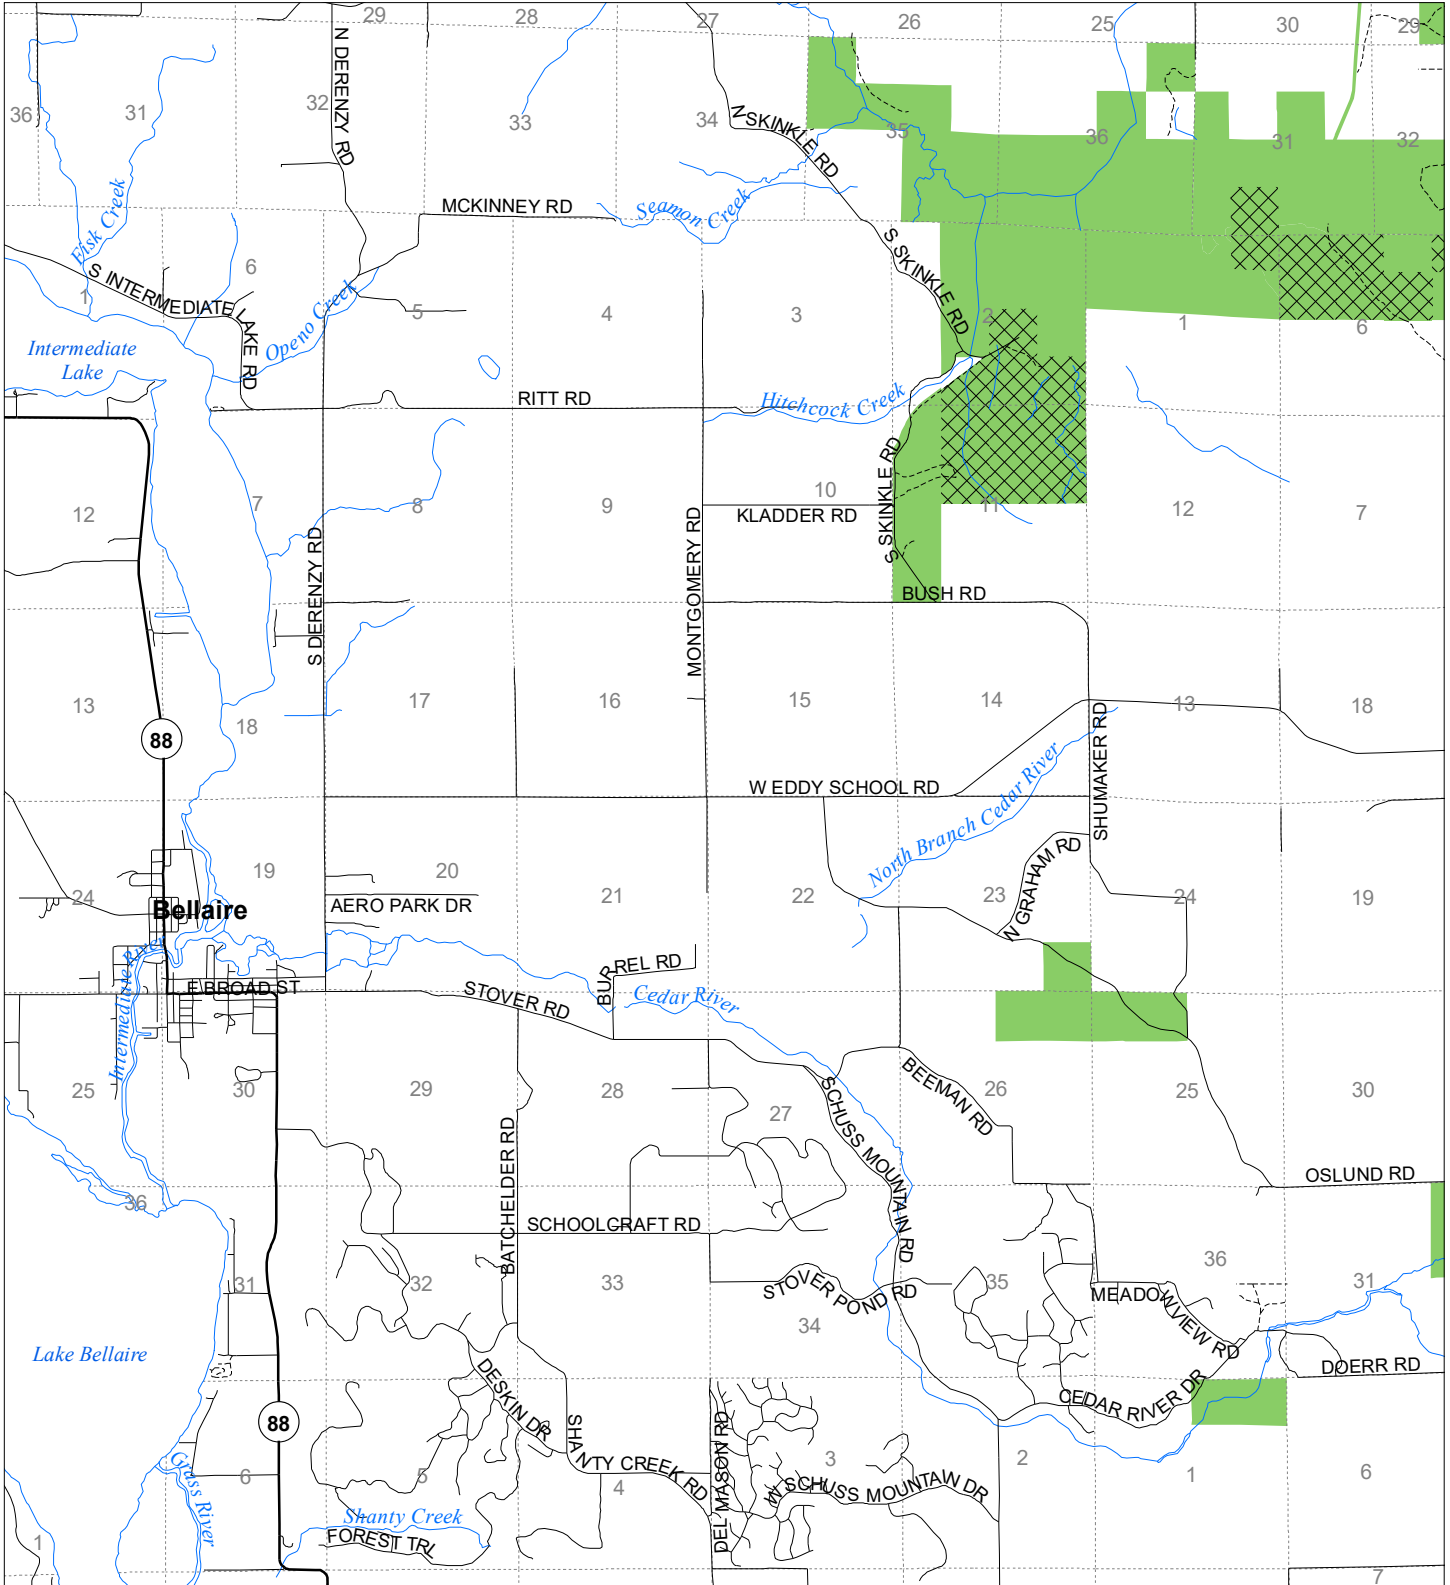 29
28
27
26
25
30
29
N DERENZY RD
36
31
32
33
34
N SKINKLE RD
35
36
31
32
Fisk Creek
MCKINNEY RD
Seamon Creek
S SKINKLE RD
6
1
S INTERMEDIATE LAKE RD
Openo Creek
5
4
3
2
1
6
Intermediate
Lake
RITT RD
Hitchcock Creek
12
7
8
9
10
11
12
7
KLADDER RD
S SKINKLE RD
S DERENZY RD
MONTGOMERY RD
BUSH RD
13
18
17
16
15
14
13
18
88
SHUMAKER RD
W EDDY SCHOOL RD
North Branch Cedar River
W GRAHAM RD
24
19
20
21
22
23
24
19
Bellaire
AERO PARK DR
Intermediate River
E BROAD ST
BURREL RD
STOVER RD
Cedar River
25
30
29
28
27
26
25
30
BEEMAN RD
SCHUSS MOUNTAIN RD
BATCHELDER RD
OSLUND RD
36
SCHOOLCRAFT RD
31
32
33
34
35
36
31
STOVER POND RD
MEADOWVIEW RD
Lake Bellaire
DOERR RD
DESKIN DR
CEDAR RIVER DR
88
SHANTY CREEK RD
DEL MASON RD
W SCHUSS MOUNTAIN DR
Grass River
6
5
4
3
2
1
6
Shanty Creek
FOREST TRL
1
7